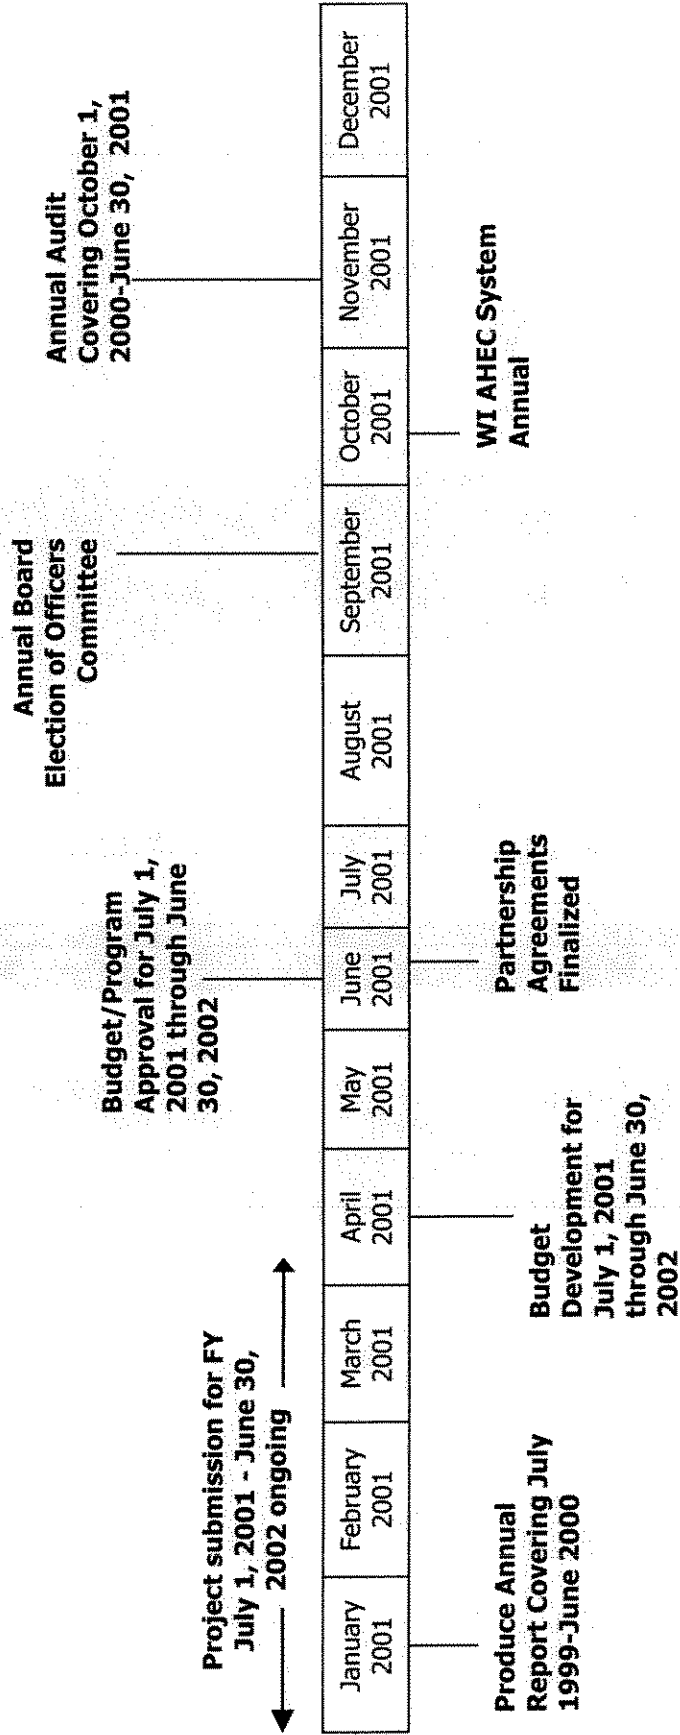 Project submission for FY
July 1, 2001 - June 30,
2002 ongoing
Budget/Program
Approval for July 1,
2001 through June
30, 2002
Annual Board
Election of Officers
Committee
Annual Audit
Covering October 1,
2000-June 30, 2001
January
2001
February
2001
March
2001
April
2001
May
2001
June
2001
July
2001
August
2001
September
2001
October
2001
November
2001
December
2001
Produce Annual
Report Covering July
1999-June 2000
Budget
Development for
July 1, 2001
through June 30,
2002
Partnership
Agreements
Finalized
WI AHEC System
Annual